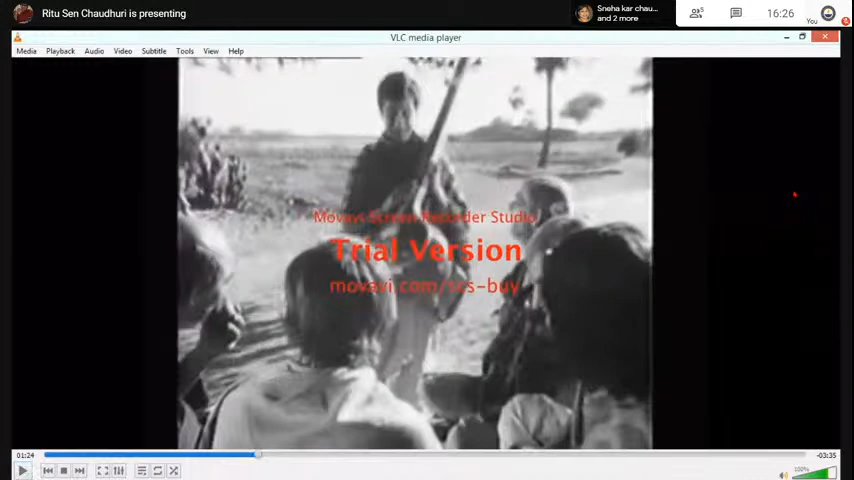 Ritu Sen Chaudhuri is presenting
Sneha kar chau...
and 2 more
5
16:26
You
VLC media player
Media Playback Audio Video Subtitle Tools View Help
Movavi Screen Recorder Studio
Trial Version
movavi.com/scs-buy
01:24
-03:35
100%